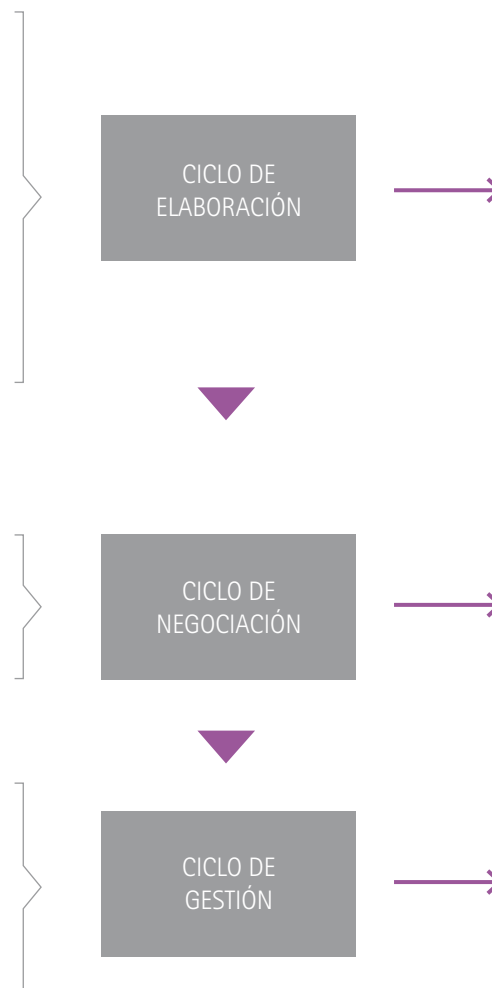 CICLO DE
ELABORACIÓN
CICLO DE
NEGOCIACIÓN
CICLO DE
GESTIÓN